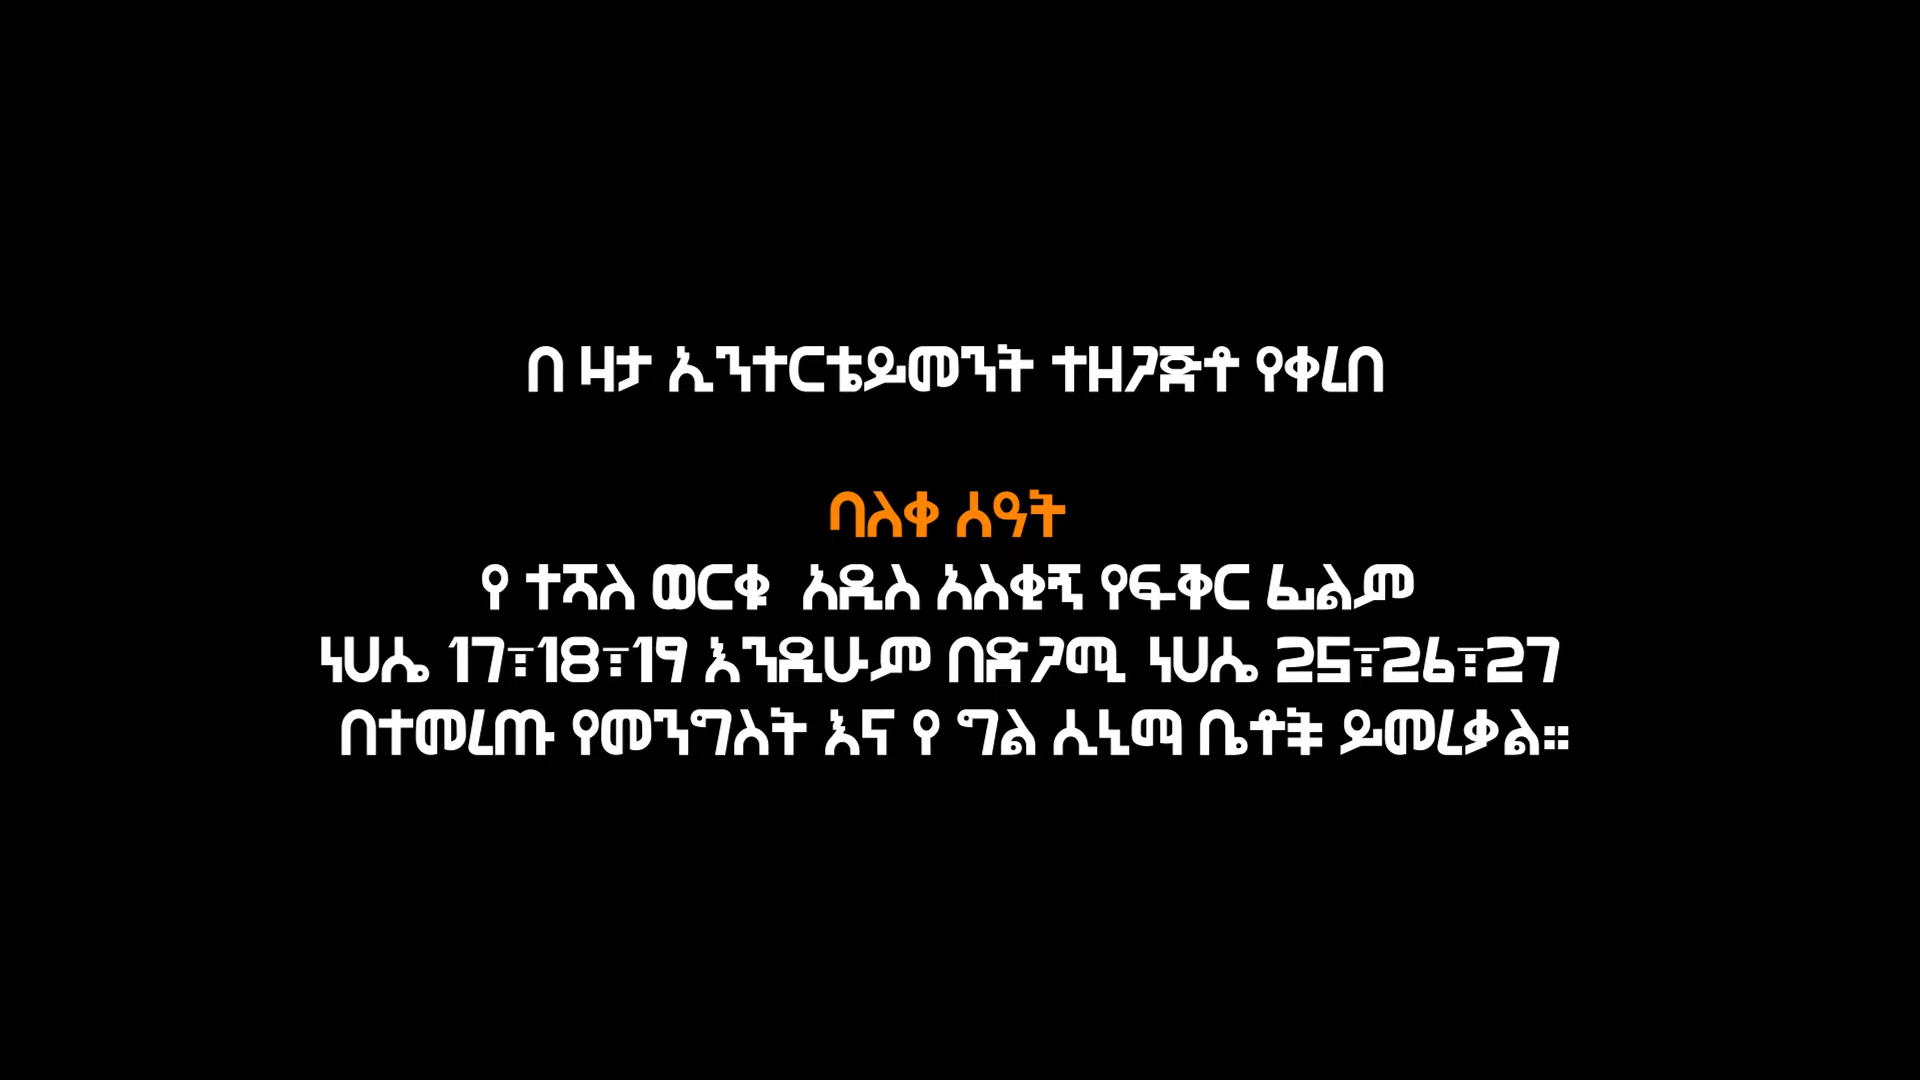 በ ዛታ ኢንተርቴይመንት ተዘጋጅቶ የቀረበ
ባለቀ ሰዓት
የ ተሻለ ወርቁ አዲስ አስቂኝ የፍቅር ፊልም
ነሀሴ 17፣18፣19 እንዲሁም በድጋሚ ነሀሴ 25፣26፣27
በተመረጡ የመንግስት እና የ ግል ሲኒማ ቤቶች ይመረቃል።